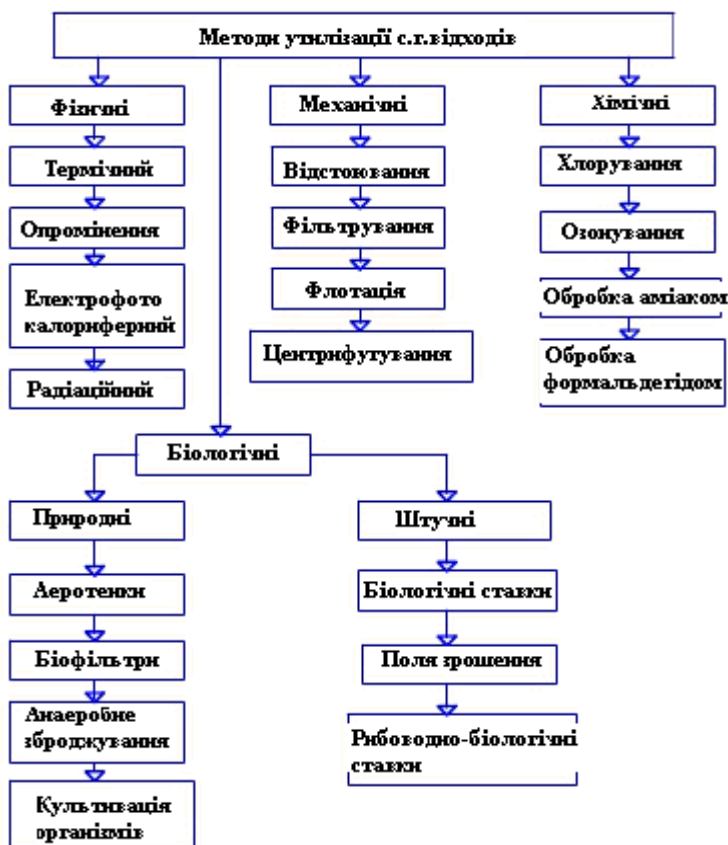 Методи утилізації с.г.відходів
Фізичні
Механічні
Хімічні
Термічний
Відстоювання
Хлорування
Опромінення
Фільтрування
Озонування
Електрофото
калориферний
Флотація
Обробка аміаком
Радіаційний
Центрифутування
Обробка
формальдегідом
Біологічні
Природні
Штучні
Аеротенки
Біологічні ставки
Біофільтри
Поля зрошення
Анаеробне
зброджування
Рибоводно-біологічні
ставки
Культивація
організмів